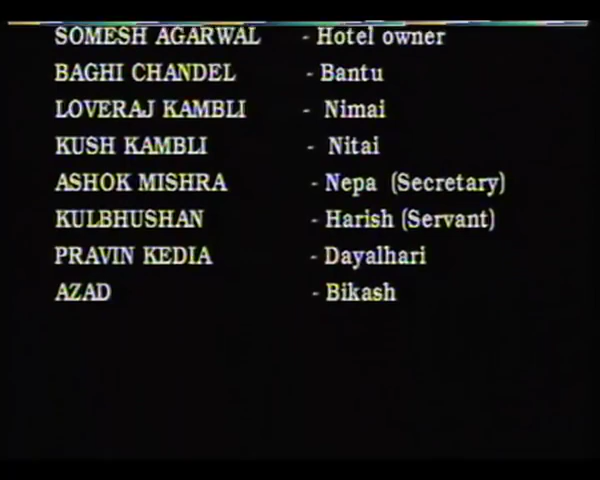 SOMESH AGARWAL - Hotel owner
BAGHI CHANDEL - Bantu
LOVERAJ KAMBLI - Nimai
KUSH KAMBLI - Nitai
ASHOK MISHRA - Nepa (Secretary)
KULBHUSHAN - Harish (Servant)
PRAVIN KEDIA - Dayalhari
AZAD - Bikash